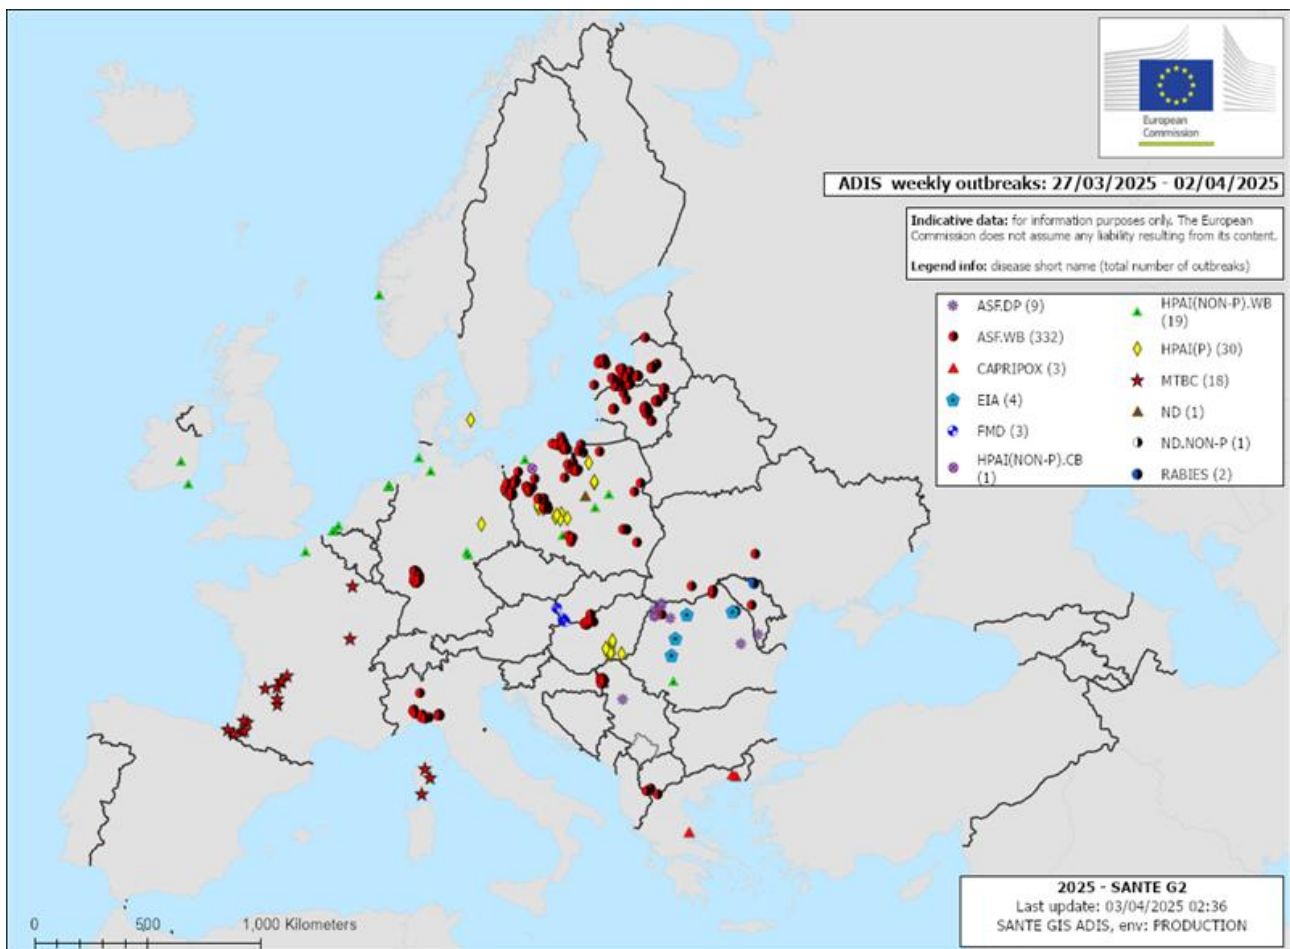 European
Commission
ADIS weekly outbreaks: 27/03/2025 - 02/04/2025
Indicative data: for information purposes only. The European
Commission does not assume any liability resulting from its content.
Legend info: disease short name (total number of outbreaks)
ASF.DP (9)
ASF.WB (332)
CAPRIPOX (3)
EIA (4)
FMD (3)
HPAI(NON-P).CB
(1)
HPAI(NON-P).WB
(19)
HPAI(P) (30)
MTBC (18)
ND (1)
ND.NON-P (1)
RABIES (2)
0 500 1,000 Kilometers
2025 - SANTE G2
Last update: 03/04/2025 02:36
SANTE GIS ADIS, env: PRODUCTION